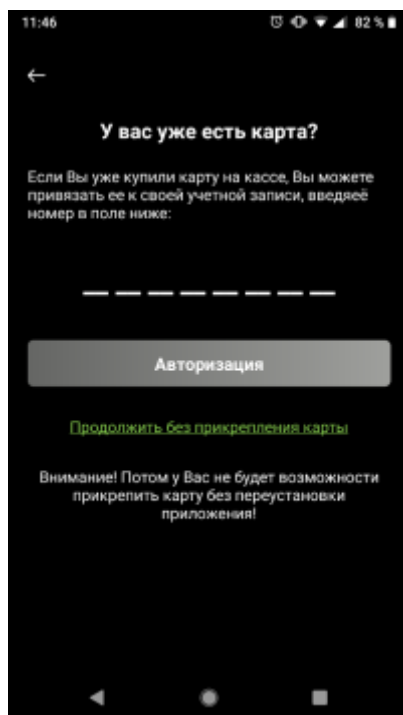 11:46 82 %
У вас уже есть карта?
Если Вы уже купили карту на кассе, Вы можете
привязать ее к своей учетной записи, введяеё
номер в поле ниже:
Авторизация
Продолжить без прикрепления карты
Внимание! Потом у Вас не будет возможности
прикрепить карту без переустановки
приложения!